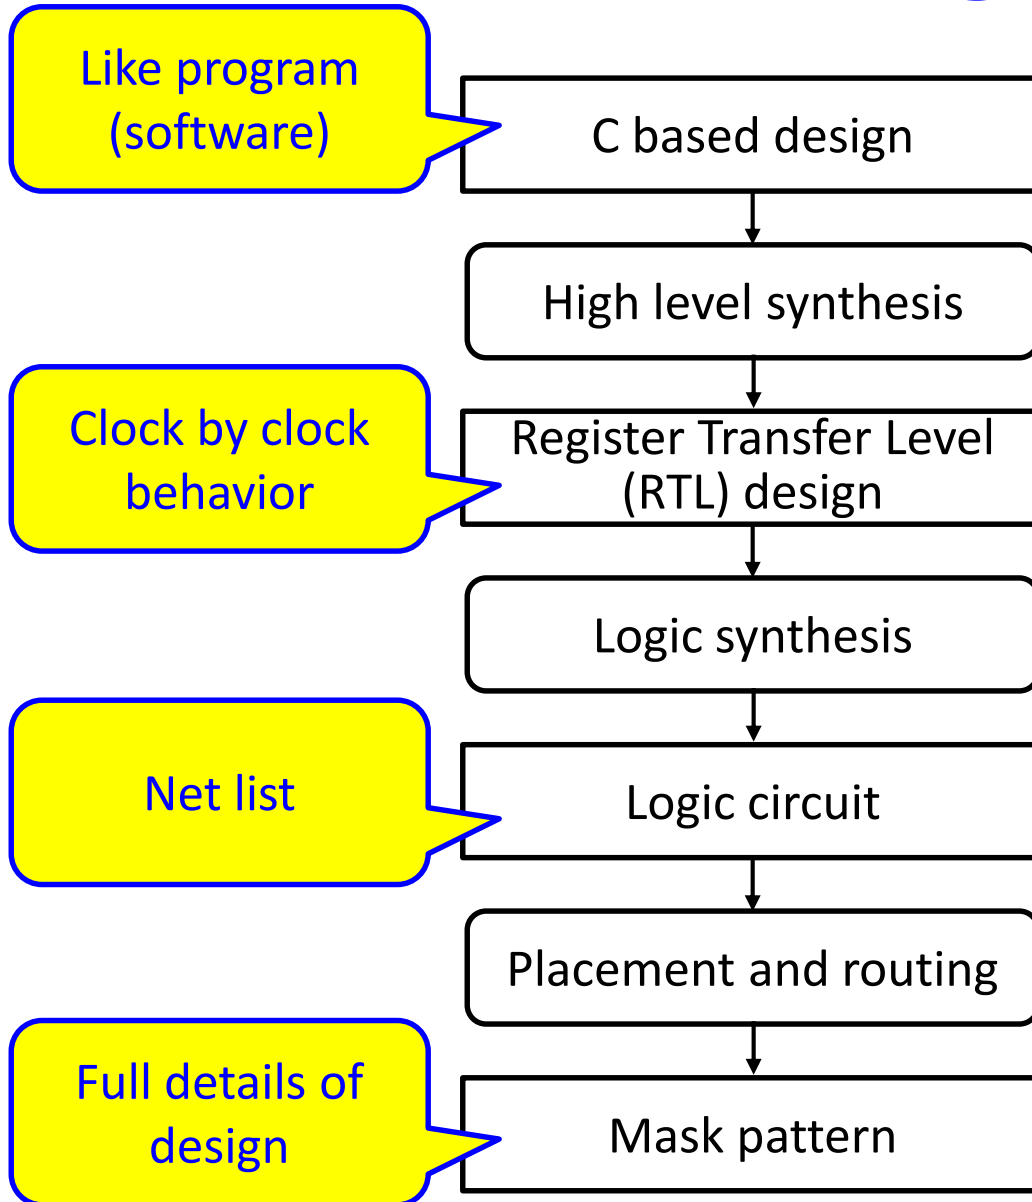 Like program
(software)
C based design
High level synthesis
Clock by clock
behavior
Register Transfer Level
(RTL) design
Logic synthesis
Net list
Logic circuit
Placement and routing
Full details of
design
Mask pattern